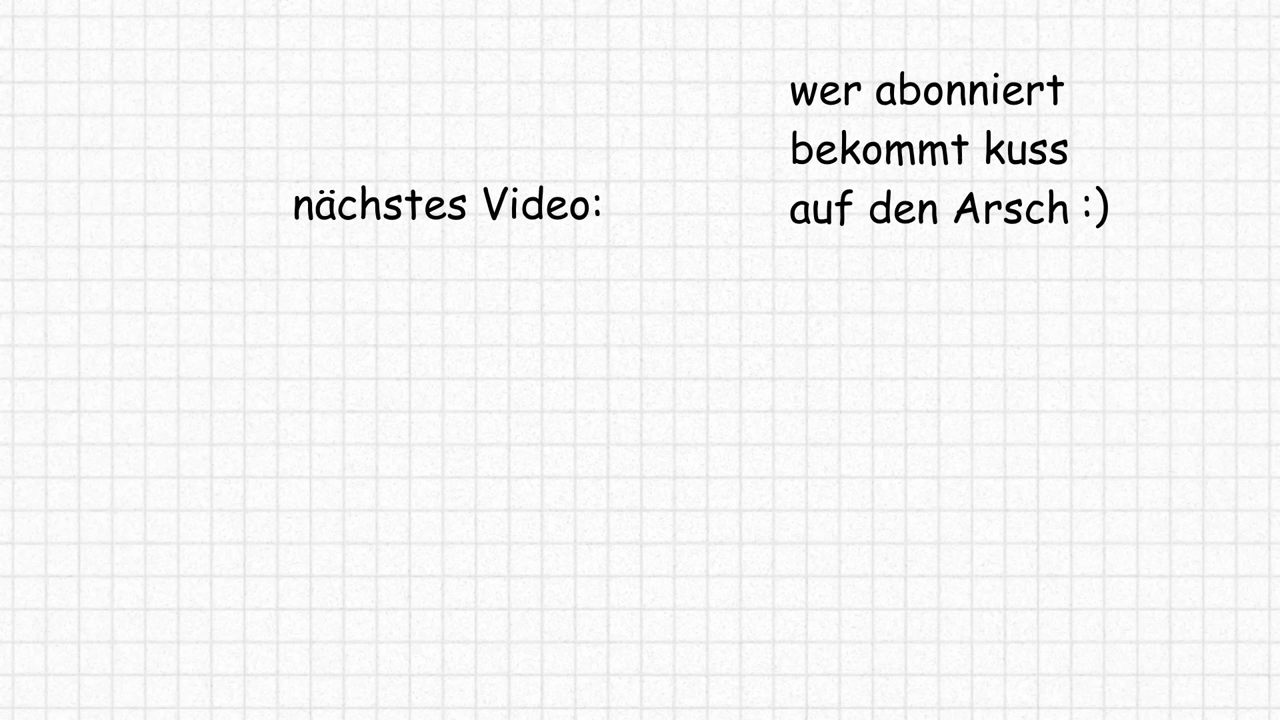 nächstes Video:
wer abonniert
bekommt kuss
auf den Arsch :)